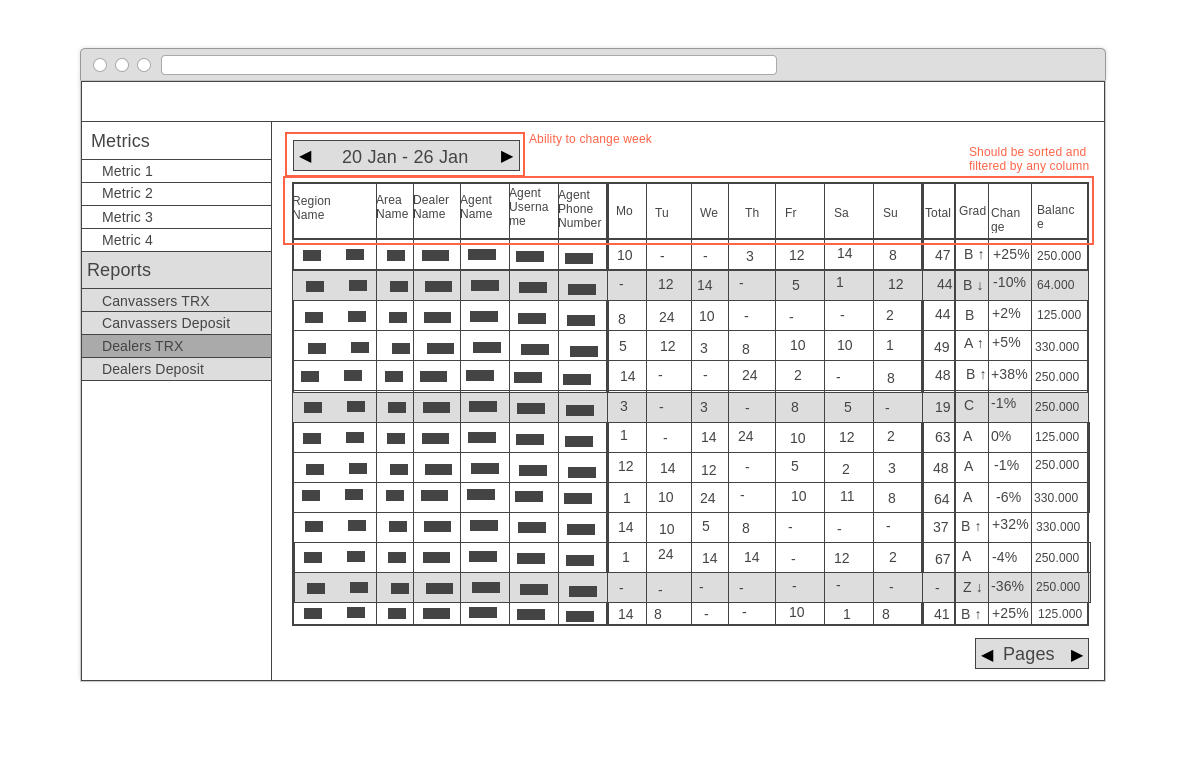 Ability to change week
Should be sorted and
filtered by any column
Metrics
Metric 1
Metric 2
Metric 3
Metric 4
Reports
Canvassers TRX
Canvassers Deposit
Dealers TRX
Dealers Deposit
◀ 20 Jan - 26 Jan ▶
Region
Name
Area
Name
Dealer
Name
Agent
Name
Agent
Userna
me
Agent
Phone
Number
Mo Tu We Th Fr Sa Su Total Grad
Chan
ge
Balanc
e
10 - - 3 12 14 8 47 B ↑ +25% 250.000
- 12 14 - 5 1 12 44 B ↓ -10% 64.000
8 24 10 - - - 2 44 B +2% 125.000
5 12 3 8 10 10 1 49 A ↑ +5% 330.000
14 - - 24 2 - 8 48 B ↑ +38% 250.000
3 - 3 - 8 5 - 19 C -1% 250.000
1 - 14 24 10 12 2 63 A 0% 125.000
12 14 12 - 5 2 3 48 A -1% 250.000
1 10 24 - 10 11 8 64 A -6% 330.000
14 10 5 8 - - - 37 B ↑ +32% 330.000
1 24 14 14 - 12 2 67 A -4% 250.000
- - - - - - - - Z ↓ -36% 250.000
14 8 - - 10 1 8 41 B ↑ +25% 125.000
◀ Pages ▶